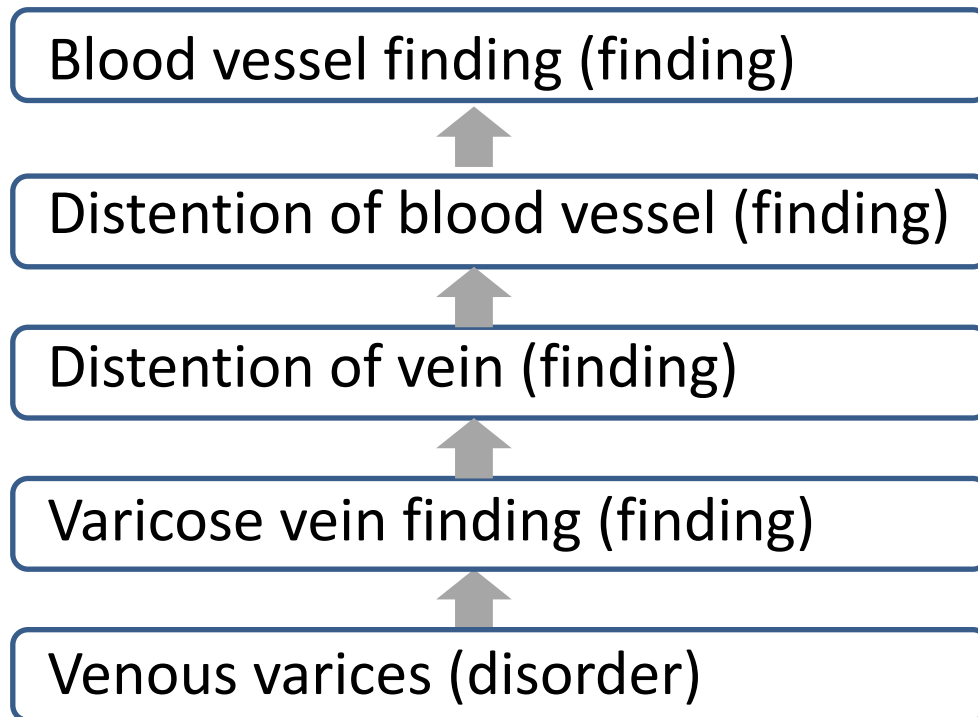 Blood vessel finding (finding)
Distention of blood vessel (finding)
Distention of vein (finding)
Varicose vein finding (finding)
Venous varices (disorder)